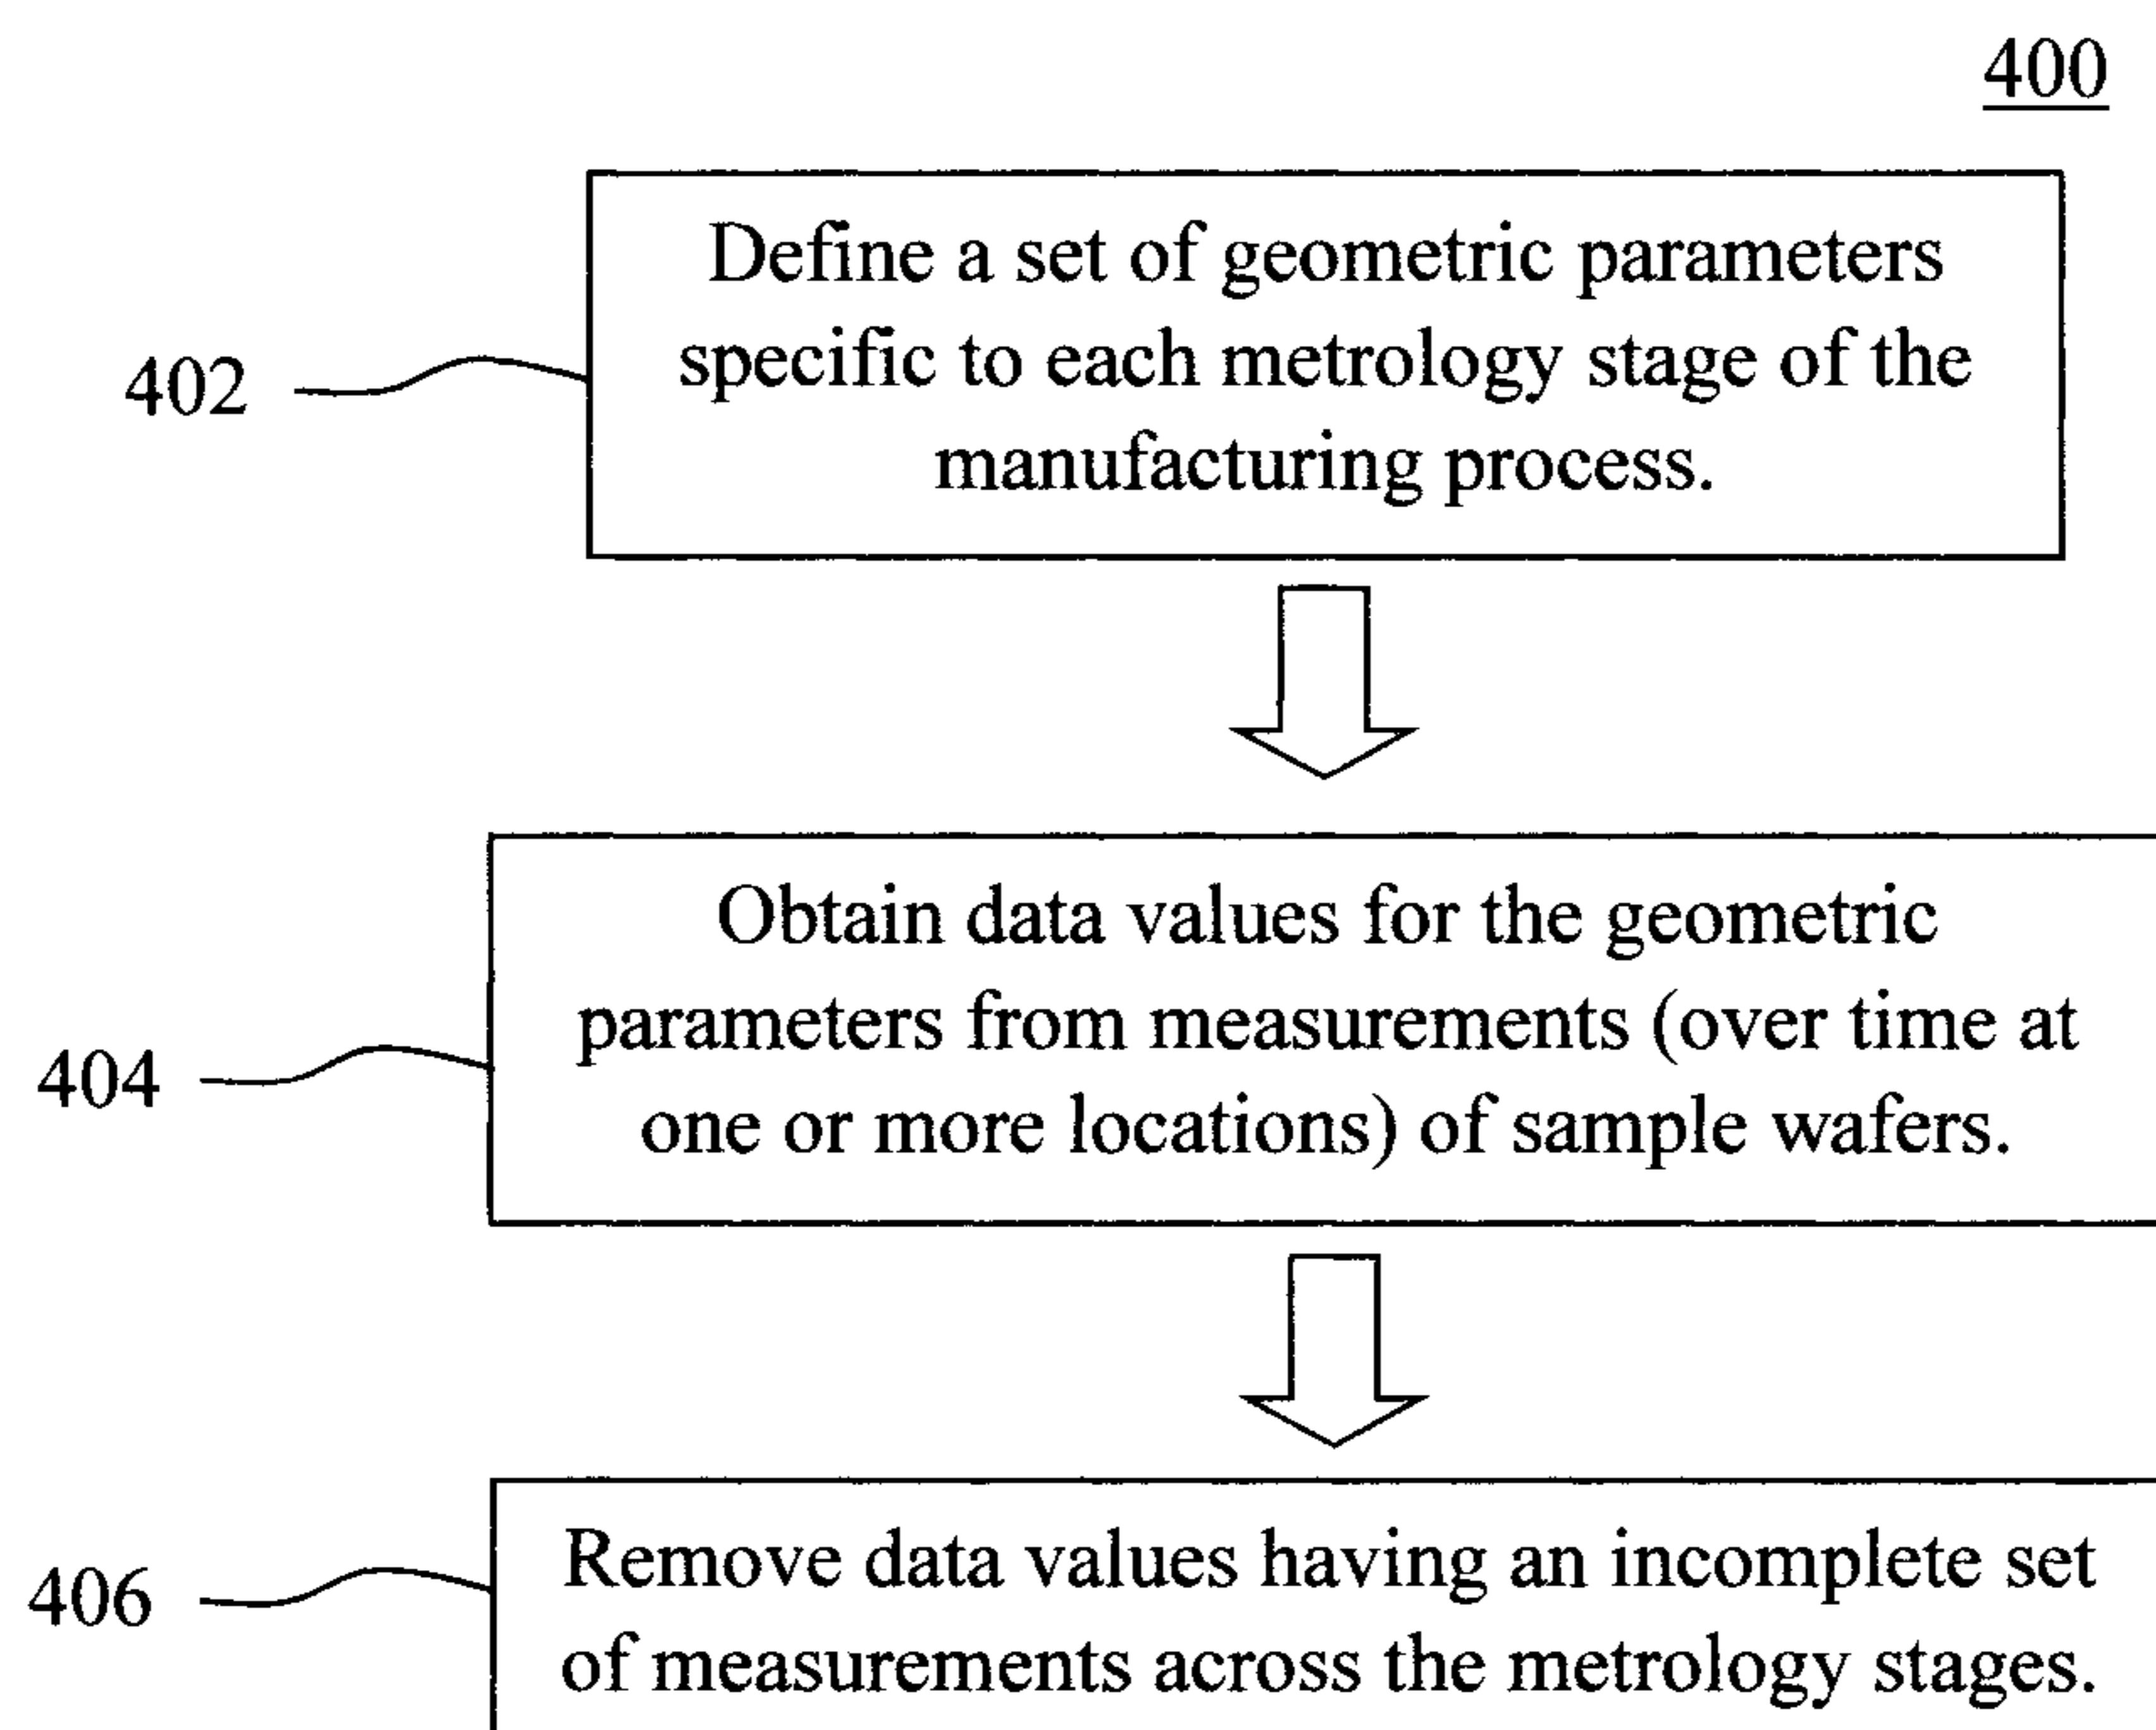 400
Define a set of geometric parameters
specific to each metrology stage of the
manufacturing process.
402
Obtain data values for the geometric
parameters from measurements (over time at
one or more locations) of sample wafers.
404
Remove data values having an incomplete set
of measurements across the metrology stages.
406